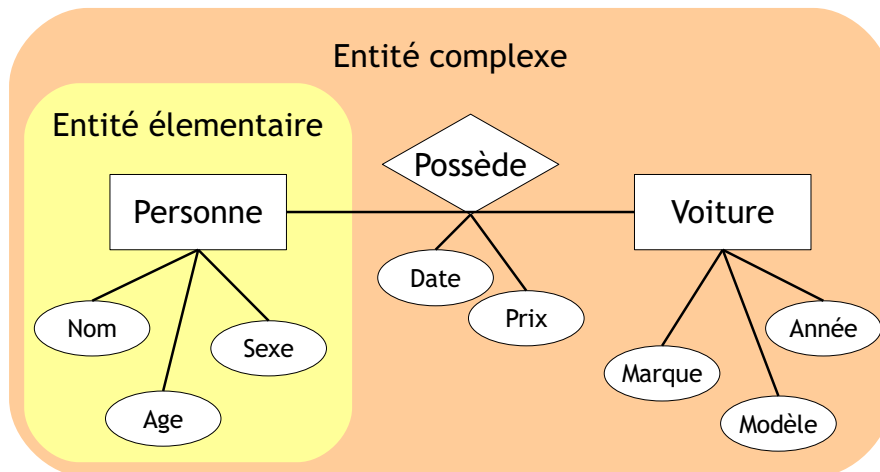 Entité complexe
Entité élementaire
Possède
Personne
Voiture
Date
Nom
Prix
Année
Sexe
Marque
Age
Modèle